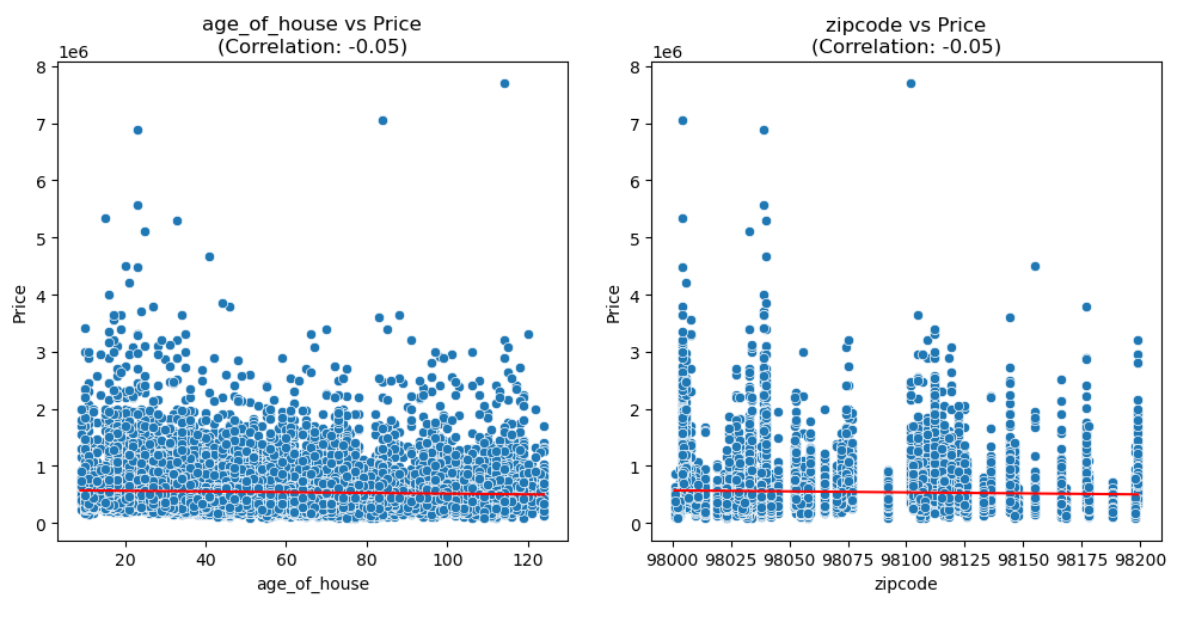 age_of_house vs Price
(Correlation: -0.05)
1e6
8
7
6
5
4
3
2
1
0
Price
20 40 60 80 100 120
age_of_house
zipcode vs Price
(Correlation: -0.05)
1e6
8
7
6
5
4
3
2
1
0
Price
98000 98025 98050 98075 98100 98125 98150 98175 98200
zipcode